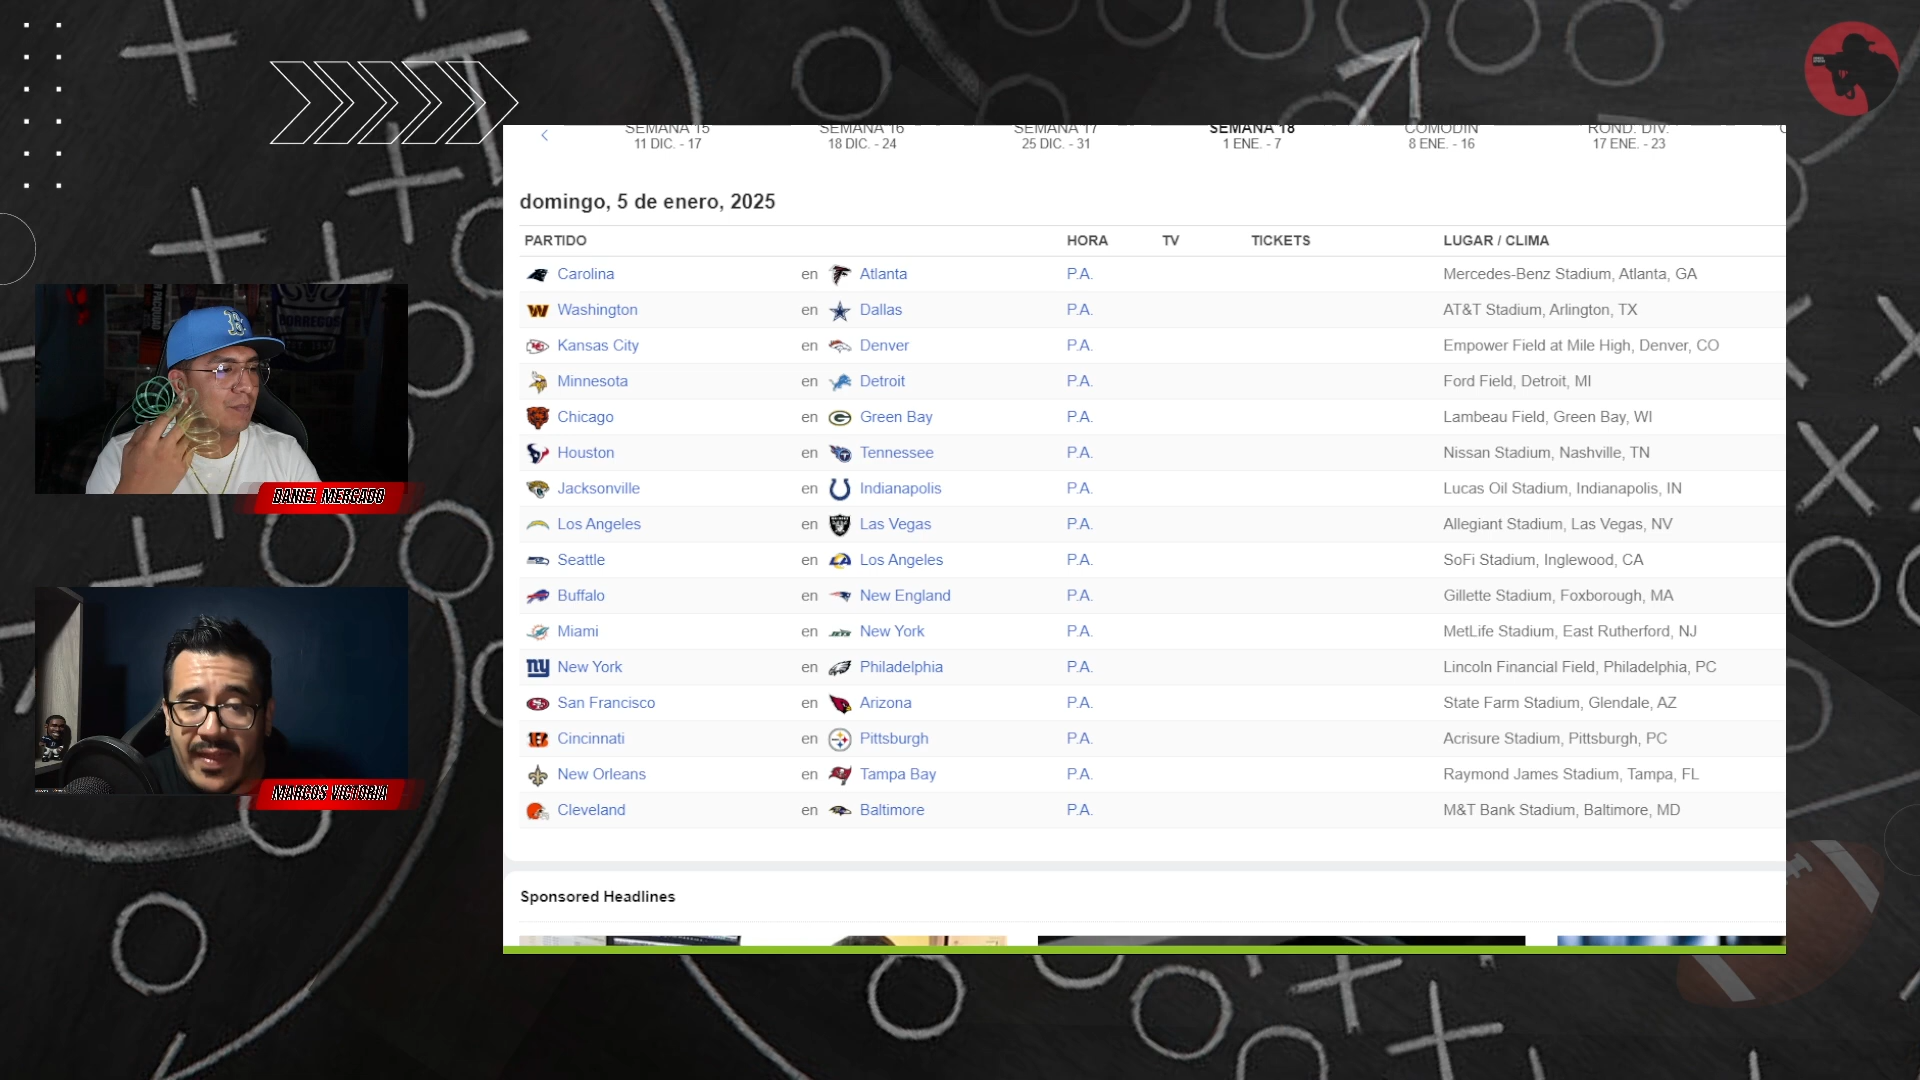 SEMANA 15 SEMANA 16 SEMANA 17 SEMANA 18 COMODÍN ROND. DIV.
11 DIC. - 17 18 DIC. - 24 25 DIC. - 31 1 ENE. - 7 8 ENE. - 16 17 ENE. - 23
domingo, 5 de enero, 2025
PARTIDO HORA TV TICKETS LUGAR / CLIMA
Carolina en Atlanta P.A. Mercedes-Benz Stadium, Atlanta, GA
Washington en Dallas P.A. AT&T Stadium, Arlington, TX
Kansas City en Denver P.A. Empower Field at Mile High, Denver, CO
Minnesota en Detroit P.A. Ford Field, Detroit, MI
Chicago en Green Bay P.A. Lambeau Field, Green Bay, WI
Houston en Tennessee P.A. Nissan Stadium, Nashville, TN
Jacksonville en Indianapolis P.A. Lucas Oil Stadium, Indianapolis, IN
Los Angeles en Las Vegas P.A. Allegiant Stadium, Las Vegas, NV
Seattle en Los Angeles P.A. SoFi Stadium, Inglewood, CA
Buffalo en New England P.A. Gillette Stadium, Foxborough, MA
Miami en New York P.A. MetLife Stadium, East Rutherford, NJ
New York en Philadelphia P.A. Lincoln Financial Field, Philadelphia, PC
San Francisco en Arizona P.A. State Farm Stadium, Glendale, AZ
Cincinnati en Pittsburgh P.A. Acrisure Stadium, Pittsburgh, PC
New Orleans en Tampa Bay P.A. Raymond James Stadium, Tampa, FL
Cleveland en Baltimore P.A. M&T Bank Stadium, Baltimore, MD
Sponsored Headlines
BORREGOS
DANIEL MERCADO
MARCOS VICTORIA